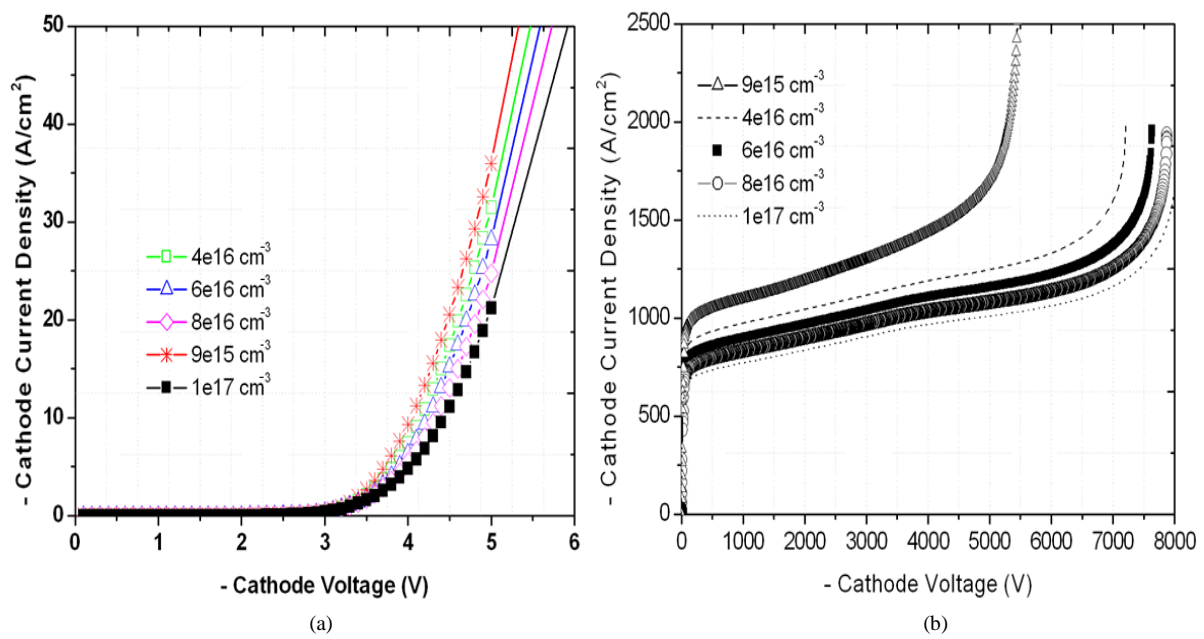 50
40
30
20
10
0
- Cathode Current Density (A/cm²)
4e16 cm⁻³
6e16 cm⁻³
8e16 cm⁻³
9e15 cm⁻³
1e17 cm⁻³
0 1 2 3 4 5 6
- Cathode Voltage (V)
(a)
2500
2000
1500
1000
500
0
- Cathode Current Density (A/cm²)
9e15 cm⁻³
4e16 cm⁻³
6e16 cm⁻³
8e16 cm⁻³
1e17 cm⁻³
0 1000 2000 3000 4000 5000 6000 7000 8000
- Cathode Voltage (V)
(b)